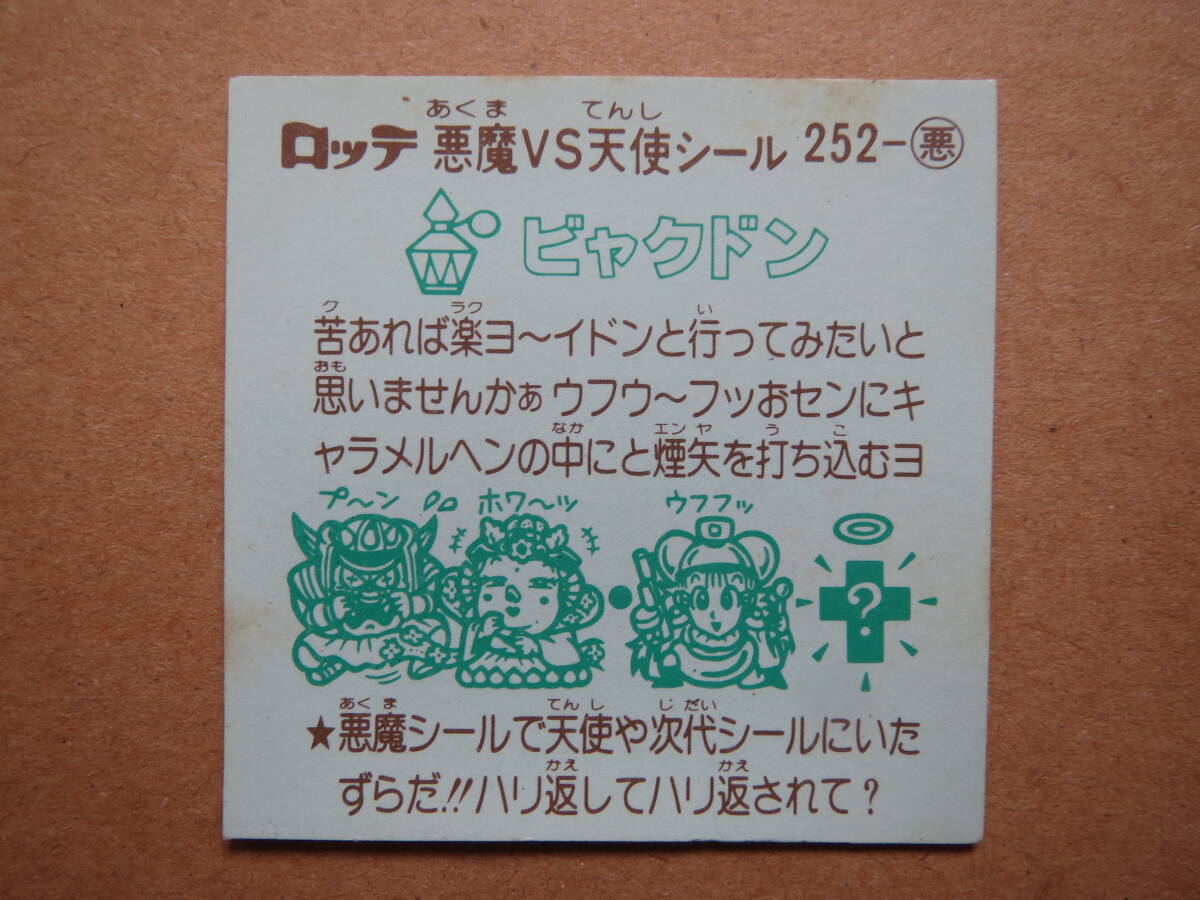 ロッテ 悪魔VS天使シール 252-悪
あくま てんし
ビャクドン
ク ラク い
苦あれば楽ヨ～イドンと行ってみたいと
おも
思いませんかぁ ウフウ～フッおセンにキ
なか エンヤ う こ
ャラメルヘンの中にと煙矢を打ち込むヨ
プ～ン ホワ～ッ ウフフッ
?
あくま てんし じだい
★悪魔シールで天使や次代シールにいた
かえ かえ
ずらだ!!ハリ返してハリ返されて?